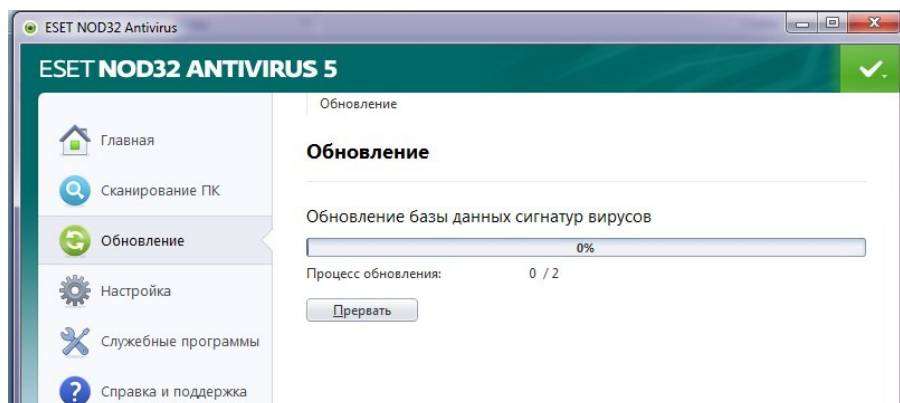 ESET NOD32 Antivirus
ESET NOD32 ANTIVIRUS 5
Главная
Сканирование ПК
Обновление
Настройка
Служебные программы
Справка и поддержка
Обновление
Обновление
Обновление базы данных сигнатур вирусов
0%
Процесс обновления: 0 / 2
Прервать